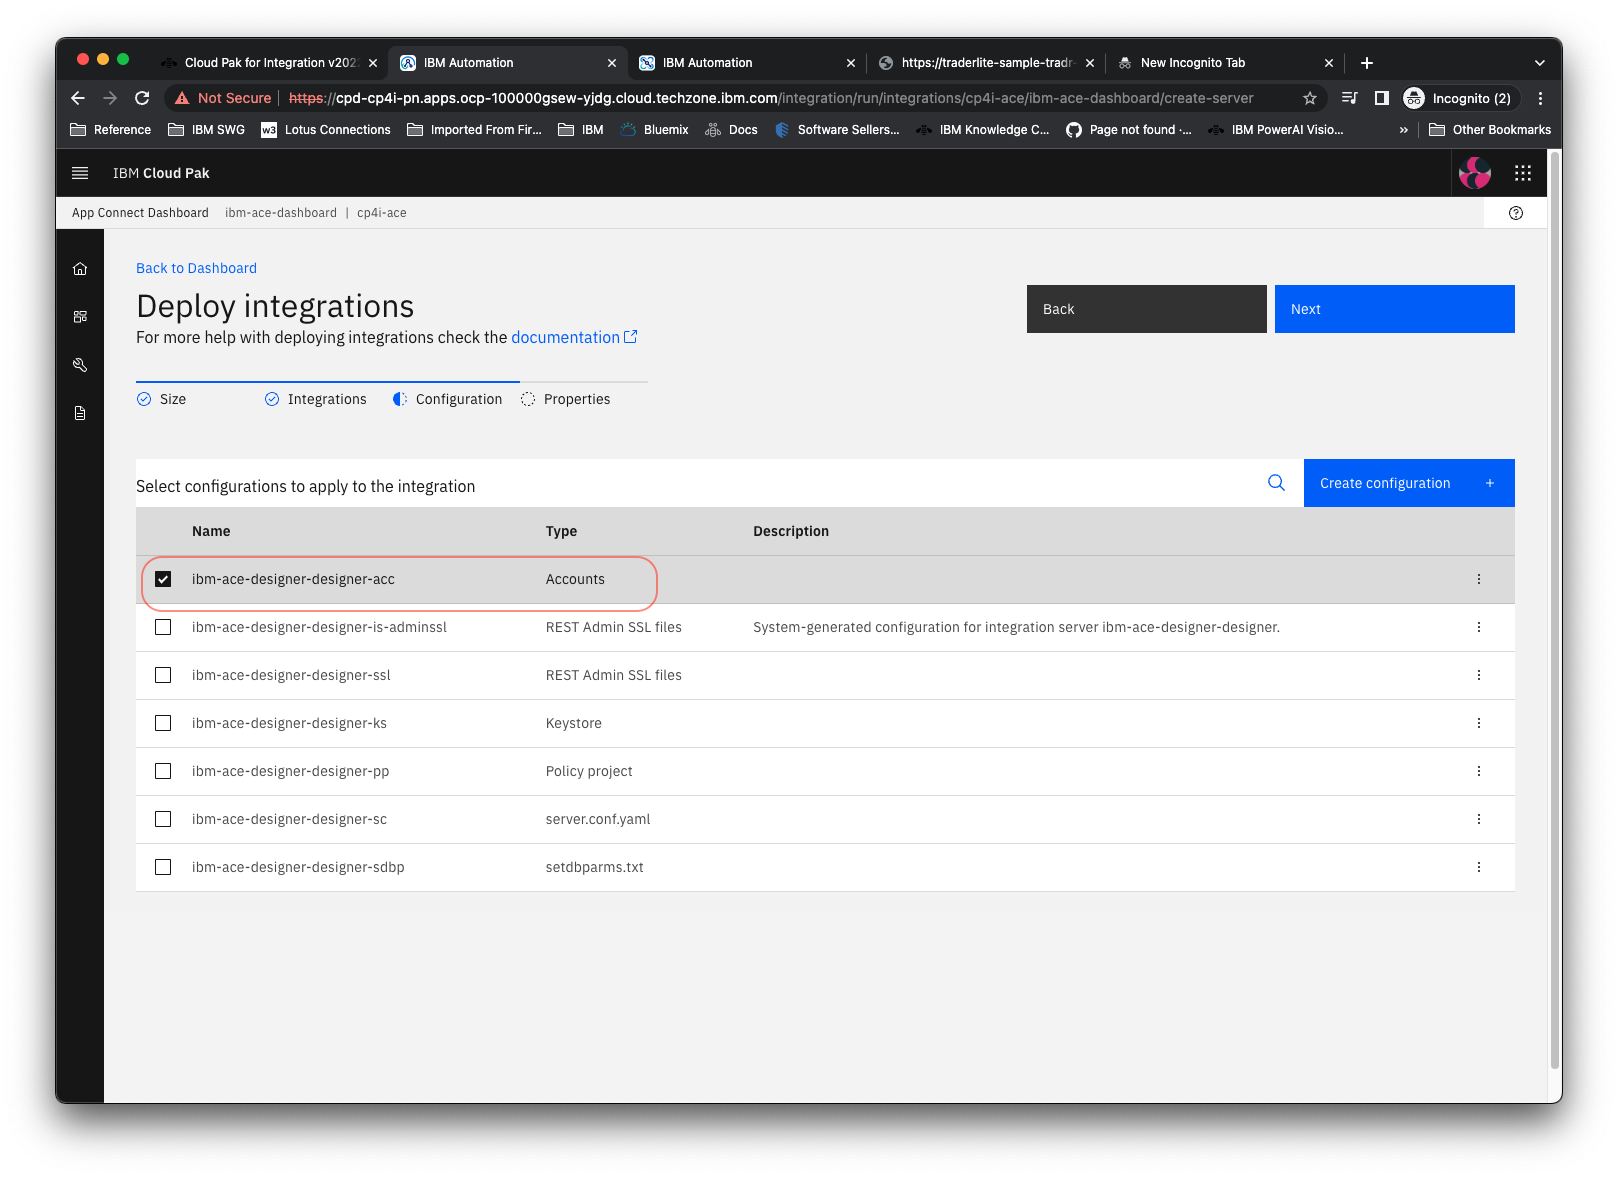 Cloud Pak for Integration v202
IBM Automation
IBM Automation
https://traderlite-sample-tradr-
New Incognito Tab
Not Secure
https://cpd-cp4i-pn.apps.ocp-100000gsew-yjdg.cloud.techzone.ibm.com/integration/run/integrations/cp4i-ace/ibm-ace-dashboard/create-server
Incognito (2)
Reference
IBM SWG
w3 Lotus Connections
Imported From Fir...
IBM
Bluemix
Docs
Software Sellers...
IBM Knowledge C...
Page not found ·...
IBM PowerAI Visio...
»
Other Bookmarks
IBM Cloud Pak
App Connect Dashboard ibm-ace-dashboard | cp4i-ace
Back to Dashboard
Deploy integrations
For more help with deploying integrations check the documentation
Back
Next
Size
Integrations
Configuration
Properties
Select configurations to apply to the integration
Create configuration +
Name Type Description
ibm-ace-designer-designer-acc Accounts
ibm-ace-designer-designer-is-adminssl REST Admin SSL files System-generated configuration for integration server ibm-ace-designer-designer.
ibm-ace-designer-designer-ssl REST Admin SSL files
ibm-ace-designer-designer-ks Keystore
ibm-ace-designer-designer-pp Policy project
ibm-ace-designer-designer-sc server.conf.yaml
ibm-ace-designer-designer-sdbp setdbparms.txt